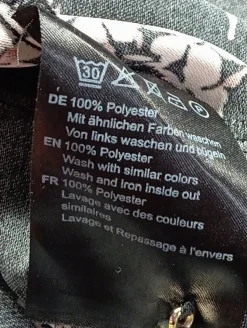 30
DE 100% Polyester
Mit ähnlichen Farben waschen
Von links waschen und bügeln
EN 100% Polyester
Wash with similar colors
Wash and Iron inside out
FR 100% Polyester
Lavage avec des couleurs
similaires
Lavage et Repassage à l'envers